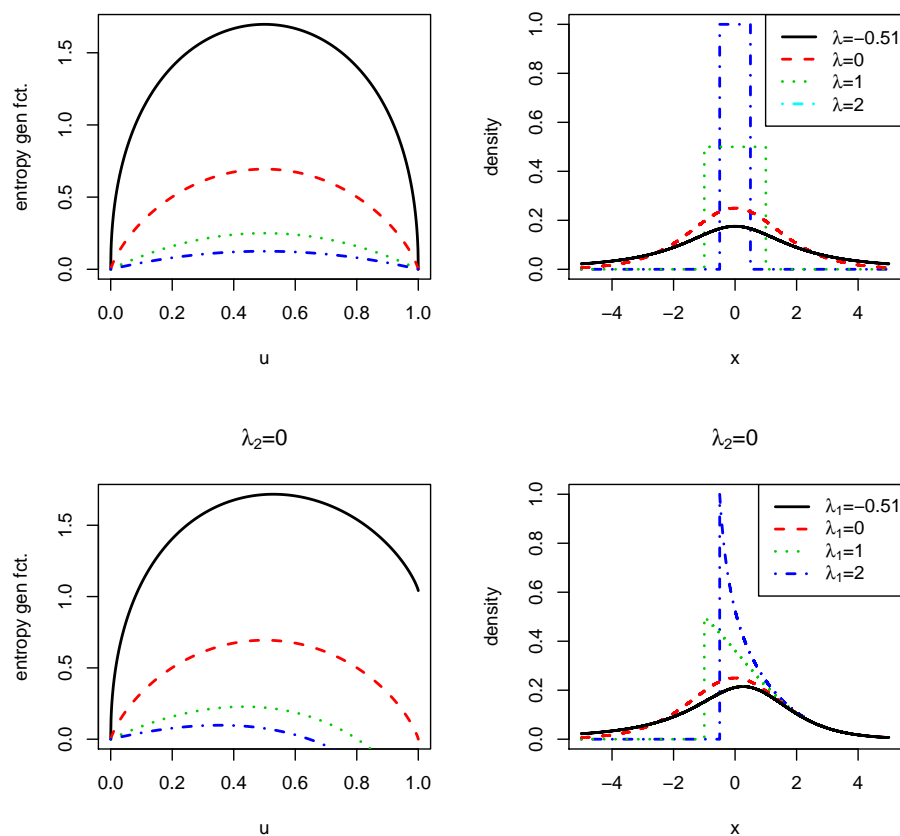 entropy gen fct.
0.0 0.5 1.0 1.5
0.0 0.2 0.4 0.6 0.8 1.0
u
density
0.0 0.2 0.4 0.6 0.8 1.0
−4 −2 0 2 4
x
λ=−0.51
λ=0
λ=1
λ=2
λ₂=0
entropy gen fct.
0.0 0.5 1.0 1.5
0.0 0.2 0.4 0.6 0.8 1.0
u
λ₂=0
density
0.0 0.2 0.4 0.6 0.8 1.0
−4 −2 0 2 4
x
λ₁=−0.51
λ₁=0
λ₁=1
λ₁=2